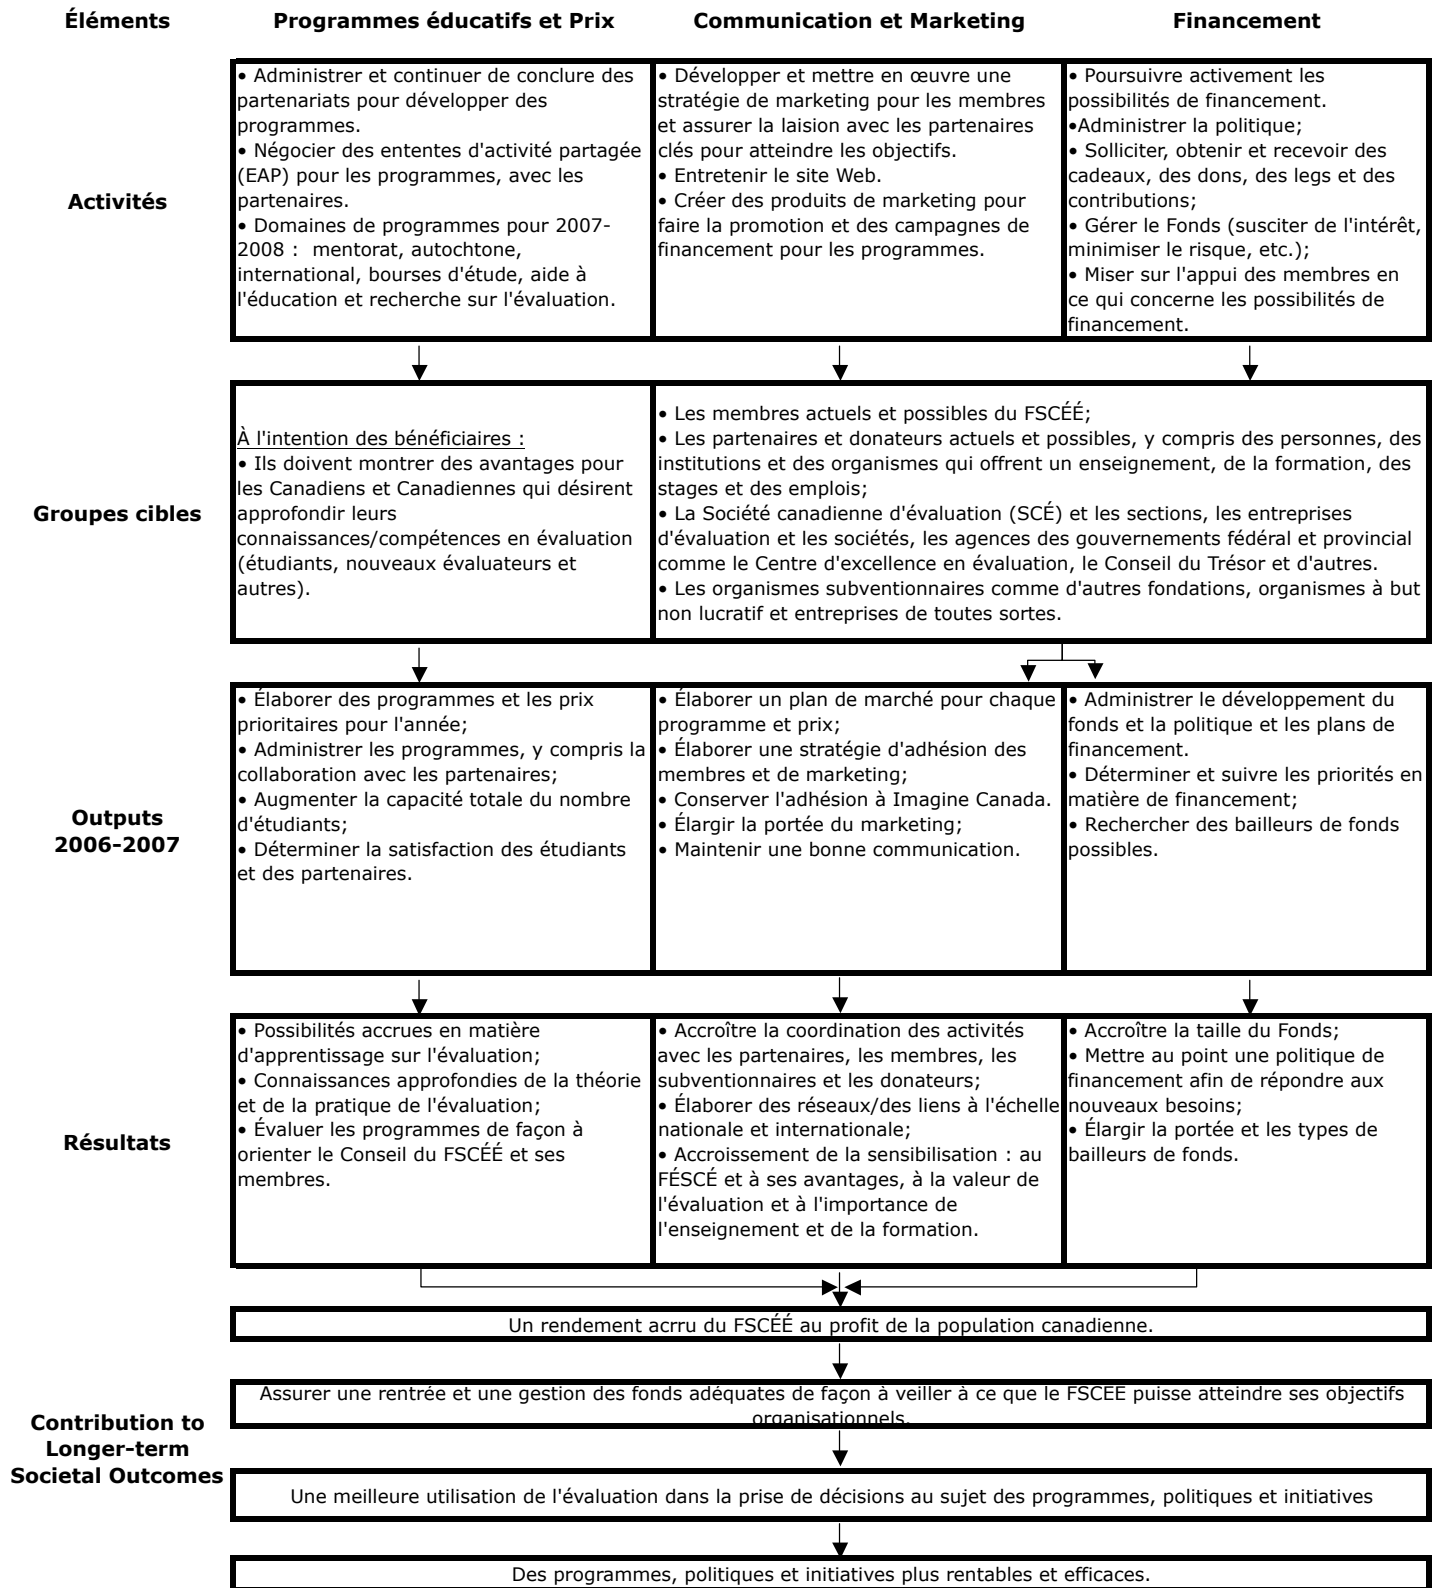 Éléments
Programmes éducatifs et Prix
Communication et Marketing
Financement
Activités
• Administrer et continuer de conclure des
partenariats pour développer des
programmes.
• Négocier des ententes d'activité partagée
(EAP) pour les programmes, avec les
partenaires.
• Domaines de programmes pour 2007-
2008 :  mentorat, autochtone,
international, bourses d'étude, aide à
l'éducation et recherche sur l'évaluation.
• Développer et mettre en œuvre une
stratégie de marketing pour les membres
et assurer la laision avec les partenaires
clés pour atteindre les objectifs.
• Entretenir le site Web.
• Créer des produits de marketing pour
faire la promotion et des campagnes de
financement pour les programmes.
• Poursuivre activement les
possibilités de financement.
•Administrer la politique;
• Solliciter, obtenir et recevoir des
cadeaux, des dons, des legs et des
contributions;
• Gérer le Fonds (susciter de l'intérêt,
minimiser le risque, etc.);
• Miser sur l'appui des membres en
ce qui concerne les possibilités de
financement.
Groupes cibles
À l'intention des bénéficiaires :
• Ils doivent montrer des avantages pour
les Canadiens et Canadiennes qui désirent
approfondir leurs
connaissances/compétences en évaluation
(étudiants, nouveaux évaluateurs et
autres).
• Les membres actuels et possibles du FSCÉÉ;
• Les partenaires et donateurs actuels et possibles, y compris des personnes, des
institutions et des organismes qui offrent un enseignement, de la formation, des
stages et des emplois;
• La Société canadienne d'évaluation (SCÉ) et les sections, les entreprises
d'évaluation et les sociétés, les agences des gouvernements fédéral et provincial
comme le Centre d'excellence en évaluation, le Conseil du Trésor et d'autres.
• Les organismes subventionnaires comme d'autres fondations, organismes à but
non lucratif et entreprises de toutes sortes.
Outputs
2006-2007
• Élaborer des programmes et les prix
prioritaires pour l'année;
• Administrer les programmes, y compris la
collaboration avec les partenaires;
• Augmenter la capacité totale du nombre
d'étudiants;
• Déterminer la satisfaction des étudiants
et des partenaires.
• Élaborer un plan de marché pour chaque
programme et prix;
• Élaborer une stratégie d'adhésion des
membres et de marketing;
• Conserver l'adhésion à Imagine Canada.
• Élargir la portée du marketing;
• Maintenir une bonne communication.
• Administrer le développement du
fonds et la politique et les plans de
financement.
• Déterminer et suivre les priorités en
matière de financement;
• Rechercher des bailleurs de fonds
possibles.
Résultats
• Possibilités accrues en matière
d'apprentissage sur l'évaluation;
• Connaissances approfondies de la théorie
et de la pratique de l'évaluation;
• Évaluer les programmes de façon à
orienter le Conseil du FSCÉÉ et ses
membres.
• Accroître la coordination des activités
avec les partenaires, les membres, les
subventionnaires et les donateurs;
• Élaborer des réseaux/des liens à l'échelle
nationale et internationale;
• Accroissement de la sensibilisation : au
FÉSCÉ et à ses avantages, à la valeur de
l'évaluation et à l'importance de
l'enseignement et de la formation.
• Accroître la taille du Fonds;
• Mettre au point une politique de
financement afin de répondre aux
nouveaux besoins;
• Élargir la portée et les types de
bailleurs de fonds.
Un rendement acrru du FSCÉÉ au profit de la population canadienne.
Contribution to
Longer-term
Societal Outcomes
Assurer une rentrée et une gestion des fonds adéquates de façon à veiller à ce que le FSCEE puisse atteindre ses objectifs
organisationnels.
Une meilleure utilisation de l'évaluation dans la prise de décisions au sujet des programmes, politiques et initiatives
Des programmes, politiques et initiatives plus rentables et efficaces.